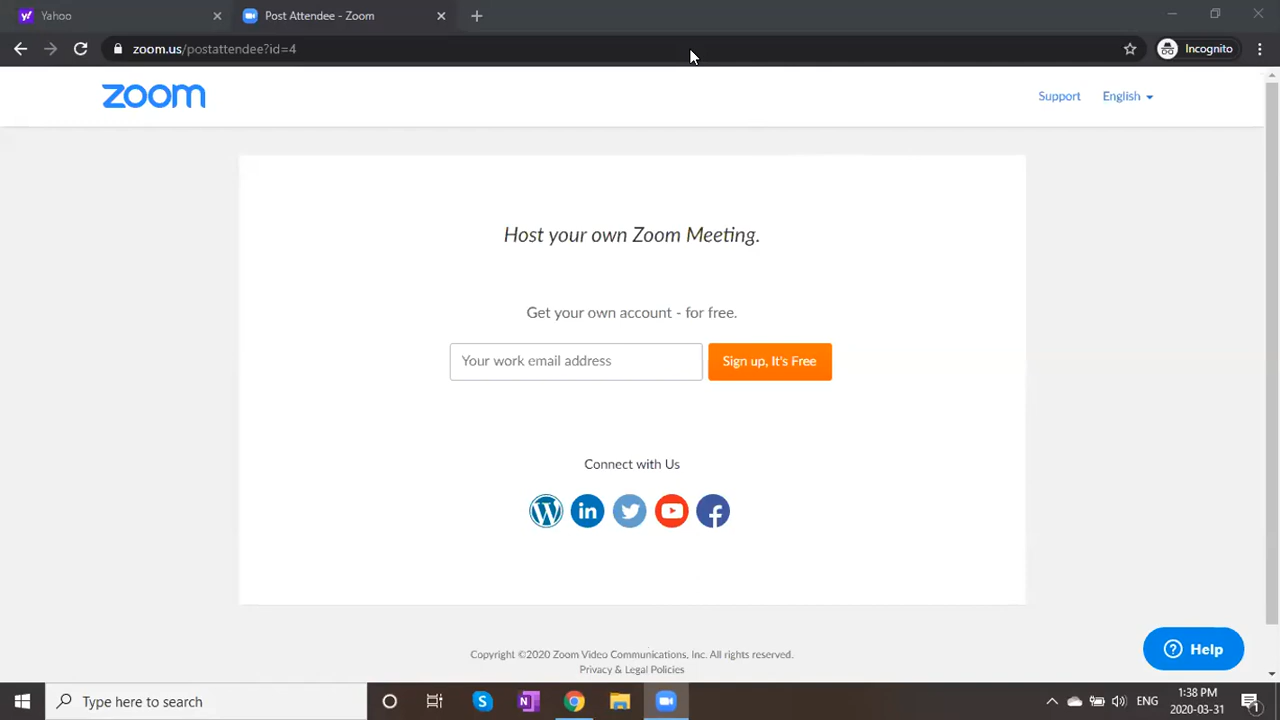 Yahoo
Post Attendee - Zoom
zoom.us/postattendee?id=4
Incognito
zoom
Support
English
Host your own Zoom Meeting.
Get your own account - for free.
Your work email address
Sign up, It's Free
Connect with Us
Copyright ©2020 Zoom Video Communications, Inc. All rights reserved.
Privacy & Legal Policies
Help
Type here to search
ENG
1:38 PM
2020-03-31
1